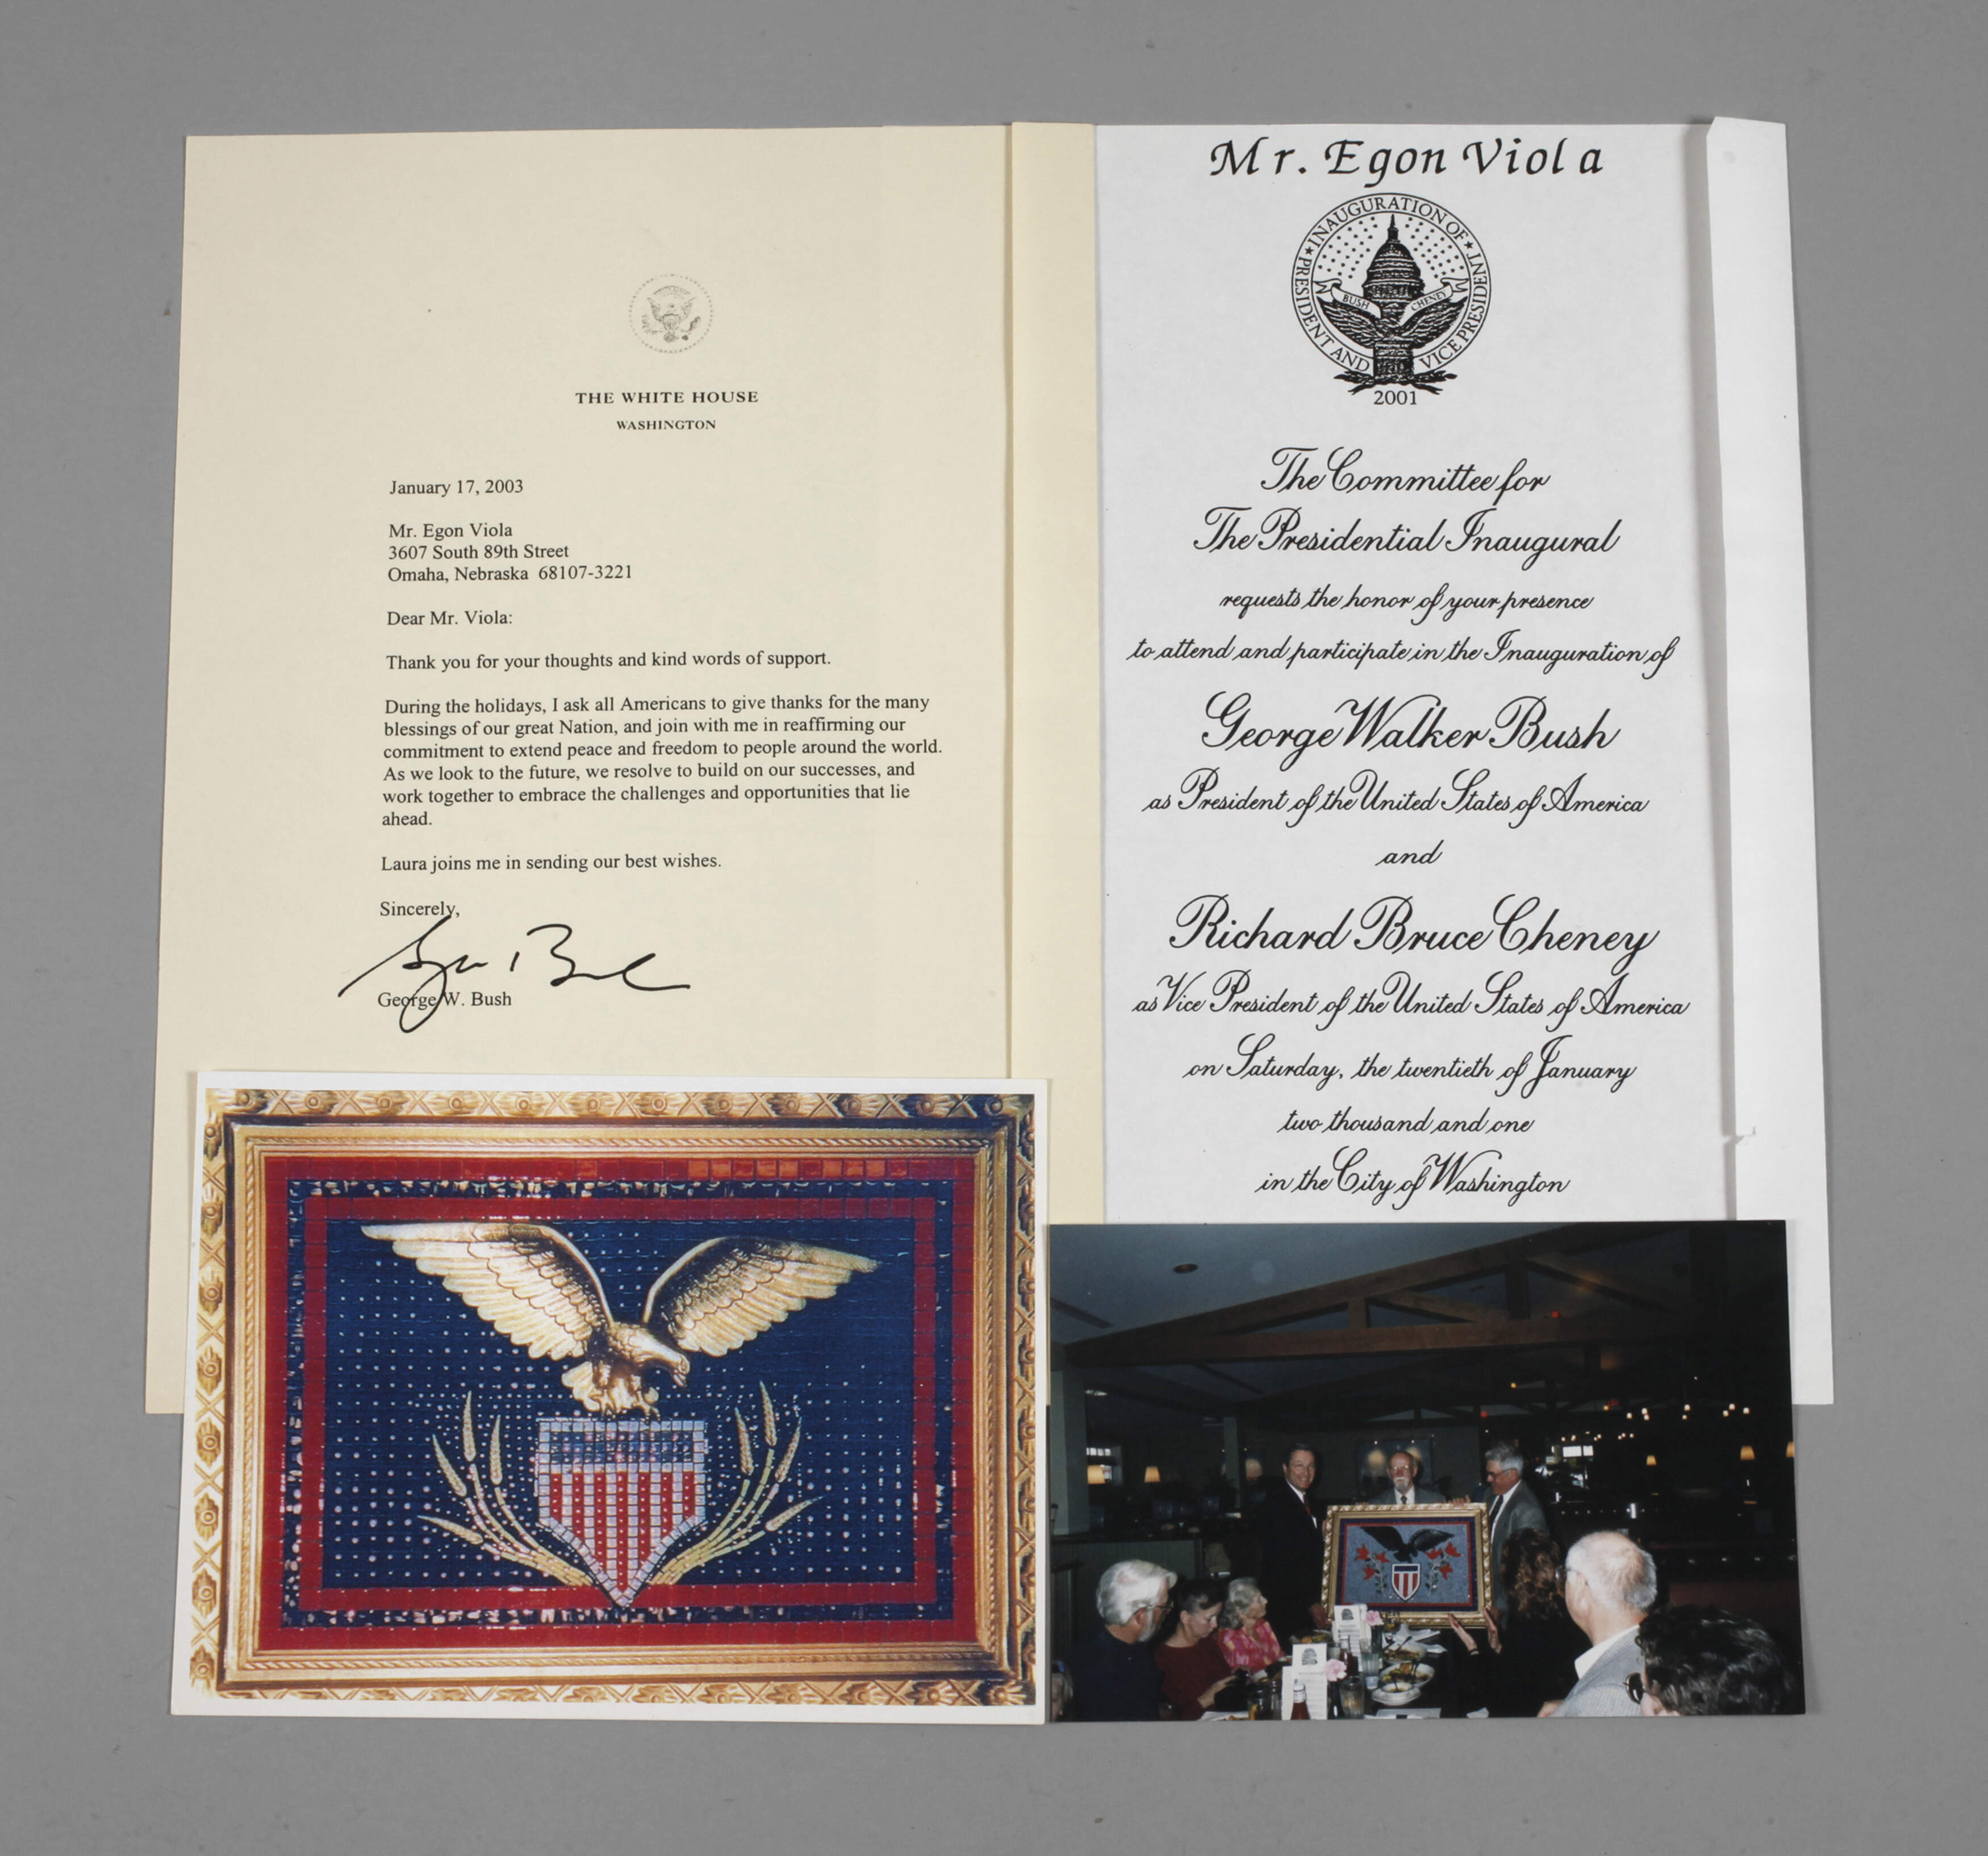 THE WHITE HOUSE
WASHINGTON
January 17, 2003
Mr. Egon Viola
3607 South 89th Street
Omaha, Nebraska 68107-3221
Dear Mr. Viola:
Thank you for your thoughts and kind words of support.
During the holidays, I ask all Americans to give thanks for the many
blessings of our great Nation, and join with me in reaffirming our
commitment to extend peace and freedom to people around the world.
As we look to the future, we resolve to build on our successes, and
work together to embrace the challenges and opportunities that lie
ahead.
Laura joins me in sending our best wishes.
Sincerely,
George W. Bush
Mr. Egon Viola
★ INAUGURATION OF ★
PRESIDENT AND VICE PRESIDENT
BUSH CHENEY
2001
The Committee for
The Presidential Inaugural
requests the honor of your presence
to attend and participate in the Inauguration of
George Walker Bush
as President of the United States of America
and
Richard Bruce Cheney
as Vice President of the United States of America
on Saturday, the twentieth of January
two thousand and one
in the City of Washington